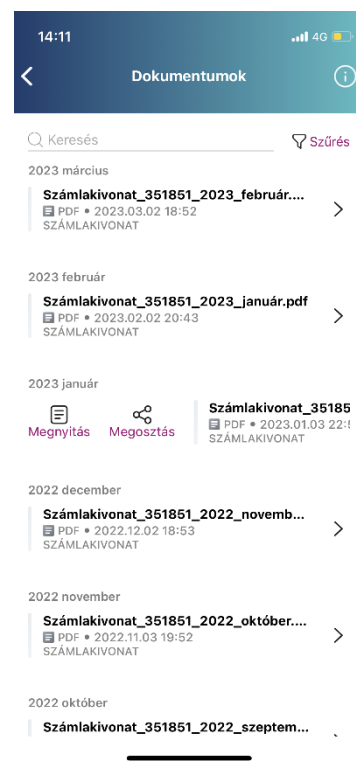 14:11
4G
Dokumentumok
Keresés
Szűrés
2023 március
Számlakivonat_351851_2023_február....
PDF • 2023.03.02 18:52
SZÁMLAKIVONAT
2023 február
Számlakivonat_351851_2023_január.pdf
PDF • 2023.02.02 20:43
SZÁMLAKIVONAT
2023 január
Megnyitás
Megosztás
Számlakivonat_35185
PDF • 2023.01.03 22:
SZÁMLAKIVONAT
2022 december
Számlakivonat_351851_2022_novemb...
PDF • 2022.12.02 18:53
SZÁMLAKIVONAT
2022 november
Számlakivonat_351851_2022_október....
PDF • 2022.11.03 19:52
SZÁMLAKIVONAT
2022 október
Számlakivonat_351851_2022_szeptem...